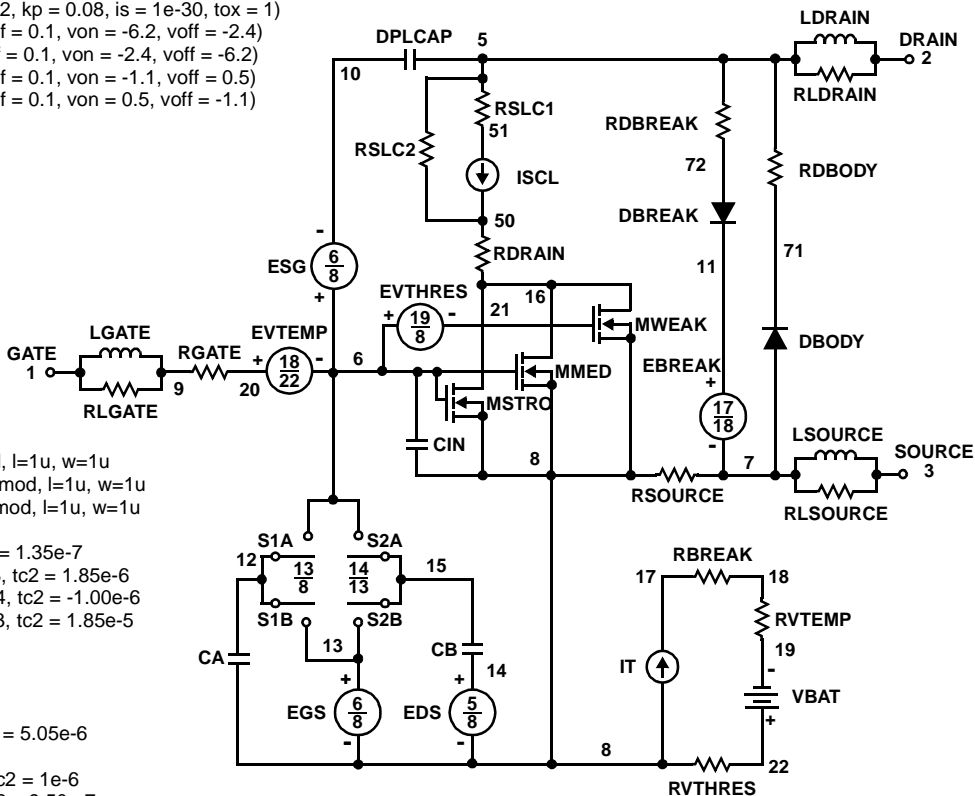 2, kp = 0.08, is = 1e-30, tox = 1)
f = 0.1, von = -6.2, voff = -2.4)
= 0.1, von = -2.4, voff = -6.2)
f = 0.1, von = -1.1, voff = 0.5)
f = 0.1, von = 0.5, voff = -1.1)
LDRAIN
DPLCAP
5
DRAIN
2
10
RLDRAIN
RSLC1
51
RDBREAK
RSLC2
72
RDBODY
ISCL
DBREAK
50
RDRAIN
71
ESG
6
8
-
+
11
EVTHRES
+
19
8
-
21
16
MWEAK
LGATE
EVTEMP
GATE
1
RGATE
+
18
22
-
6
MMED
EBREAK
+
DBODY
9
20
RLGATE
MSTRO
17
18
-
LSOURCE
SOURCE
3
CIN
8
7
RSOURCE
RLSOURCE
, l=1u, w=1u
mod, l=1u, w=1u
mod, l=1u, w=1u
= 1.35e-7
, tc2 = 1.85e-6
4, tc2 = -1.00e-6
3, tc2 = 1.85e-5
S1A
S2A
12
13
8
14
13
15
RBREAK
17
18
S1B
S2B
RVTEMP
13
CA
CB
14
19
IT
-
VBAT
+
+
EGS
6
8
-
+
EDS
5
8
-
= 5.05e-6
8
22
RVTHRES
c2 = 1e-6